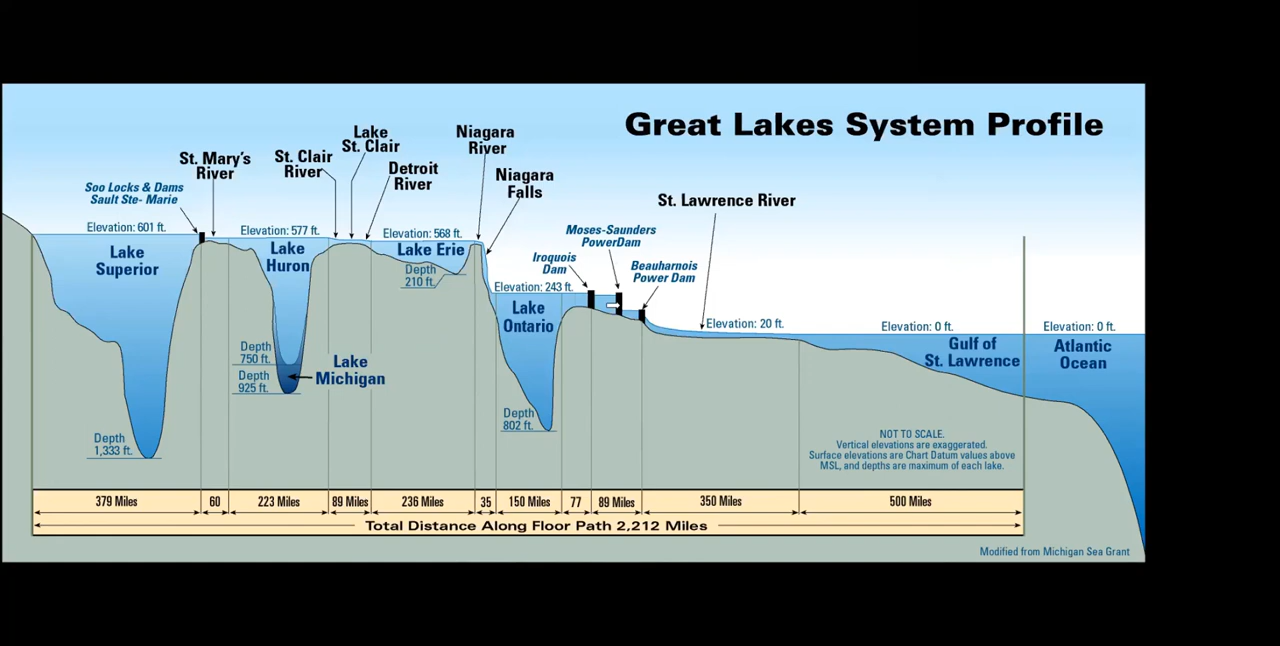 Great Lakes System Profile
Lake
St. Clair
Niagara
River
St. Mary's
River
St. Clair
River
Detroit
River
Niagara
Falls
Soo Locks & Dams
Sault Ste- Marie
St. Lawrence River
Moses-Saunders
PowerDam
Iroquois
Dam
Beauharnois
Power Dam
Elevation: 601 ft.
Elevation: 577 ft.
Elevation: 568 ft.
Elevation: 243 ft.
Elevation: 20 ft.
Elevation: 0 ft.
Elevation: 0 ft.
Lake
Superior
Lake
Huron
Lake Erie
Depth
210 ft.
Lake
Ontario
Gulf of
St. Lawrence
Atlantic
Ocean
Depth
750 ft.
Depth
925 ft.
Lake
Michigan
Depth
802 ft.
Depth
1,333 ft.
NOT TO SCALE.
Vertical elevations are exaggerated.
Surface elevations are Chart Datum values above
MSL, and depths are maximum of each lake.
379 Miles
60
223 Miles
89 Miles
236 Miles
35
150 Miles
77
89 Miles
350 Miles
500 Miles
Total Distance Along Floor Path 2,212 Miles
Modified from Michigan Sea Grant